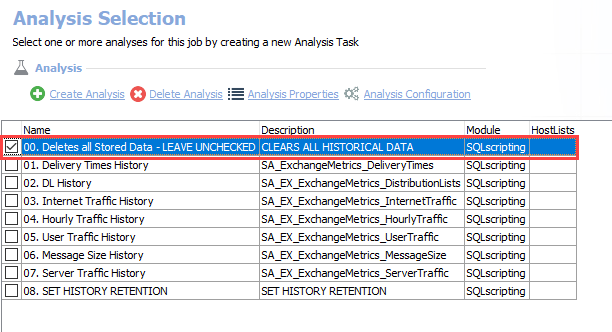 Analysis Selection
Select one or more analyses for this job by creating a new Analysis Task
Analysis
Create Analysis Delete Analysis Analysis Properties Analysis Configuration
Name Description Module HostLists
00. Deletes all Stored Data - LEAVE UNCHECKED CLEARS ALL HISTORICAL DATA SQLscripting
01. Delivery Times History SA_ExchangeMetrics_DeliveryTimes SQLscripting
02. DL History SA_EX_ExchangeMetrics_DistributionLists SQLscripting
03. Internet Traffic History SA_EX_ExchangeMetrics_InternetTraffic SQLscripting
04. Hourly Traffic History SA_EX_ExchangeMetrics_HourlyTraffic SQLscripting
05. User Traffic History SA_EX_ExchangeMetrics_UserTraffic SQLscripting
06. Message Size History SA_EX_ExchangeMetrics_MessageSize SQLscripting
07. Server Traffic History SA_EX_ExchangeMetrics_ServerTraffic SQLscripting
08. SET HISTORY RETENTION SET HISTORY RETENTION SQLscripting